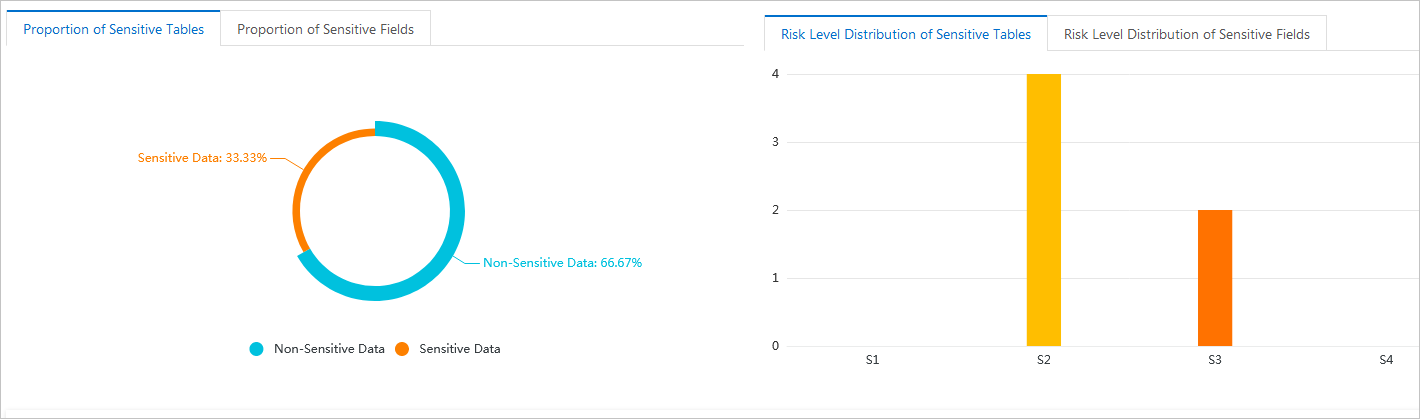 Proportion of Sensitive Tables
Proportion of Sensitive Fields
Sensitive Data: 33.33%
Non-Sensitive Data: 66.67%
Non-Sensitive Data
Sensitive Data
Risk Level Distribution of Sensitive Tables
Risk Level Distribution of Sensitive Fields
4
3
2
1
0
S1
S2
S3
S4